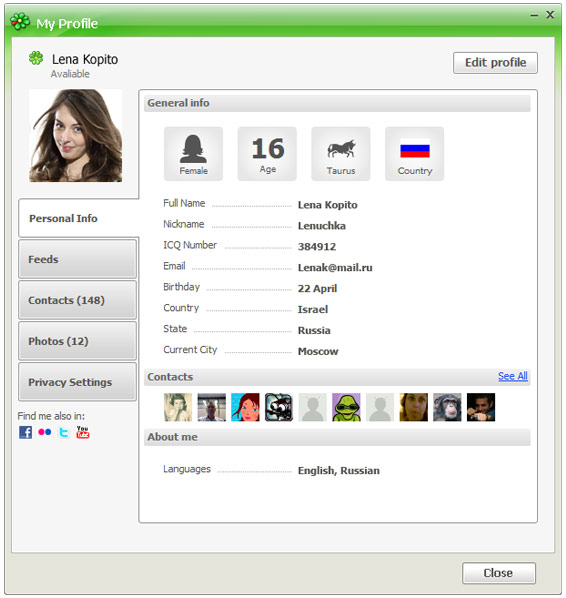 My Profile
Lena Kopito
Avaliable
Edit profile
General info
Female
16
Age
Taurus
Country
Full Name Lena Kopito
Nickname Lenuchka
ICQ Number 384912
Email Lenak@mail.ru
Birthday 22 April
Country Israel
State Russia
Current City Moscow
Personal Info
Feeds
Contacts (148)
Photos (12)
Privacy Settings
Find me also in:
f
t
You
Tube
Contacts
See All
About me
Languages English, Russian
Close